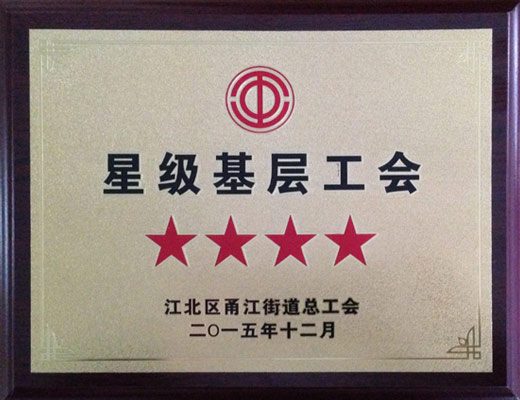 星级基层工会
江北区甬江街道总工会
二〇一五年十二月